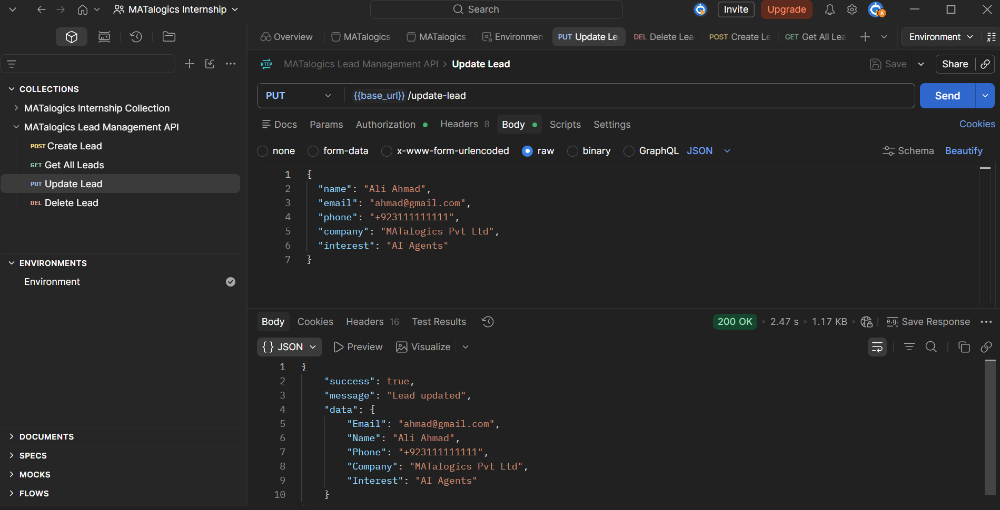 MATalogics Internship
Search
Invite
Upgrade
A
Overview
MATalogics
MATalogics
Environmen
PUT Update Le
DEL Delete Lea
POST Create Le
GET Get All Lea
Environment
HTTP MATalogics Lead Management API > Update Lead
Save
Share
COLLECTIONS
MATalogics Internship Collection
MATalogics Lead Management API
POST Create Lead
GET Get All Leads
PUT Update Lead
DEL Delete Lead
ENVIRONMENTS
Environment
DOCUMENTS
SPECS
MOCKS
FLOWS
PUT {{base_url}} /update-lead
Send
Docs Params Authorization Headers 8 Body Scripts Settings
Cookies
none form-data x-www-form-urlencoded raw binary GraphQL JSON
Schema Beautify
1 {
2 "name": "Ali Ahmad",
3 "email": "ahmad@gmail.com",
4 "phone": "+923111111111",
5 "company": "MATalogics Pvt Ltd",
6 "interest": "AI Agents"
7 }
Body Cookies Headers 16 Test Results
200 OK • 2.47 s • 1.17 KB • e.g. Save Response
{} JSON Preview Visualize
1 {
2 "success": true,
3 "message": "Lead updated",
4 "data": {
5 "Email": "ahmad@gmail.com",
6 "Name": "Ali Ahmad",
7 "Phone": "+923111111111",
8 "Company": "MATalogics Pvt Ltd",
9 "Interest": "AI Agents"
10 }